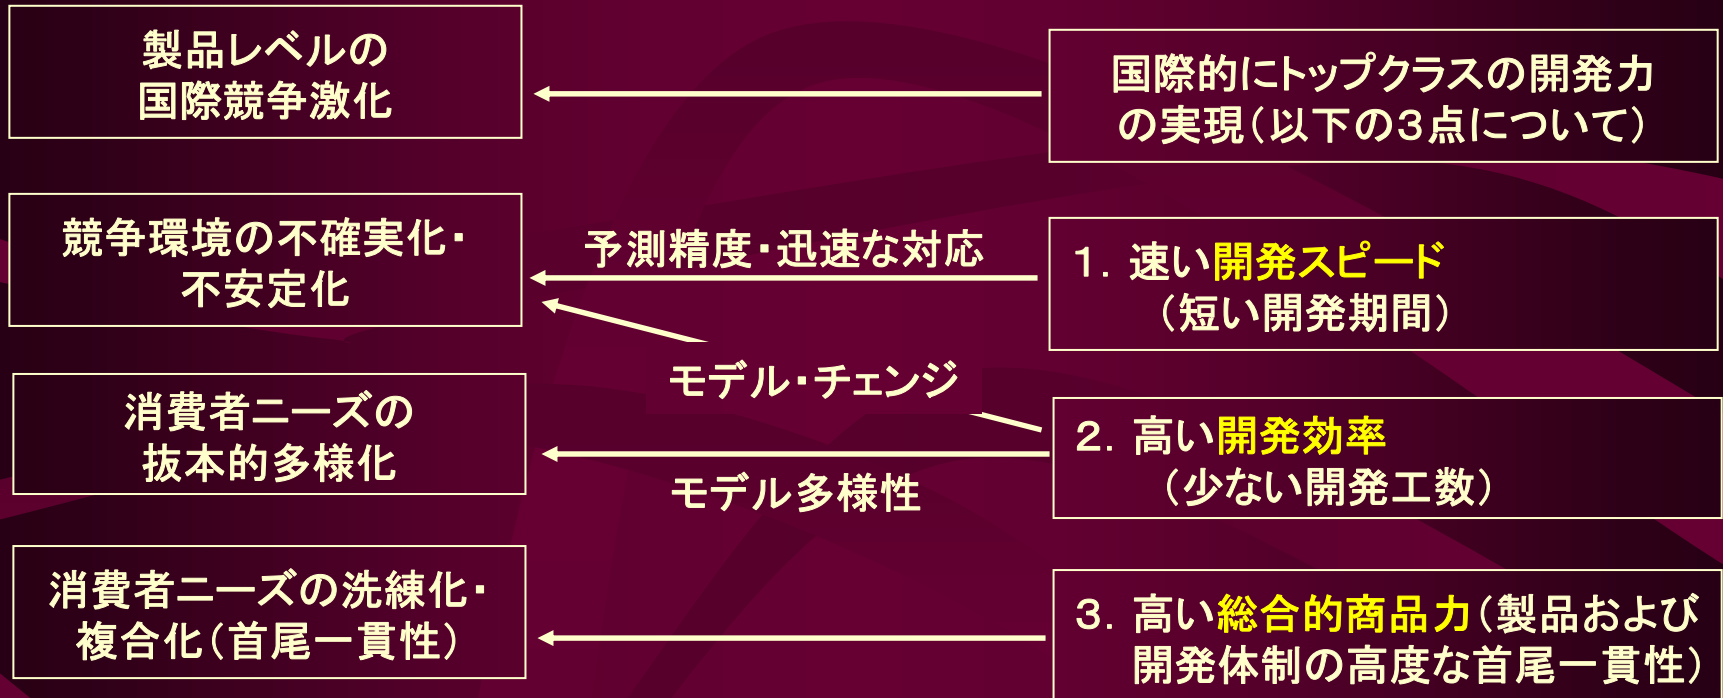 製品レベルの
国際競争激化
国際的にトップクラスの開発力
の実現（以下の３点について）
競争環境の不確実化・
不安定化
予測精度・迅速な対応
１．速い開発スピード
（短い開発期間）
モデル・チェンジ
消費者ニーズの
抜本的多様化
モデル多様性
２．高い開発効率
（少ない開発工数）
消費者ニーズの洗練化・
複合化（首尾一貫性）
３．高い総合的商品力（製品および
開発体制の高度な首尾一貫性）